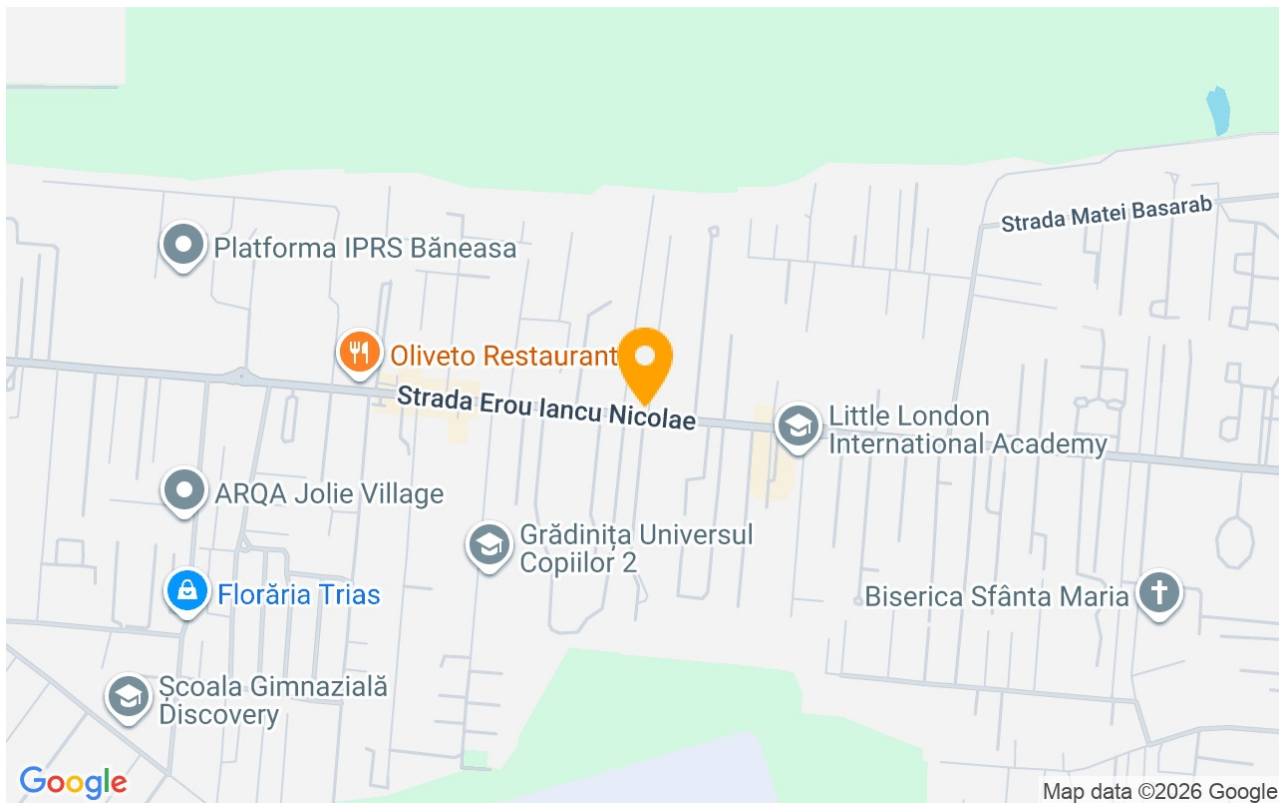 Strada Matei Basarab
Platforma IPRS Băneasa
Oliveto Restaurant
Strada Erou Iancu Nicolae
Little London
International Academy
ARQA Jolie Village
Grădinița Universul
Copiilor 2
Florăria Trias
Biserica Sfânta Maria
Școala Gimnazială
Discovery
Google
Map data ©2026 Google